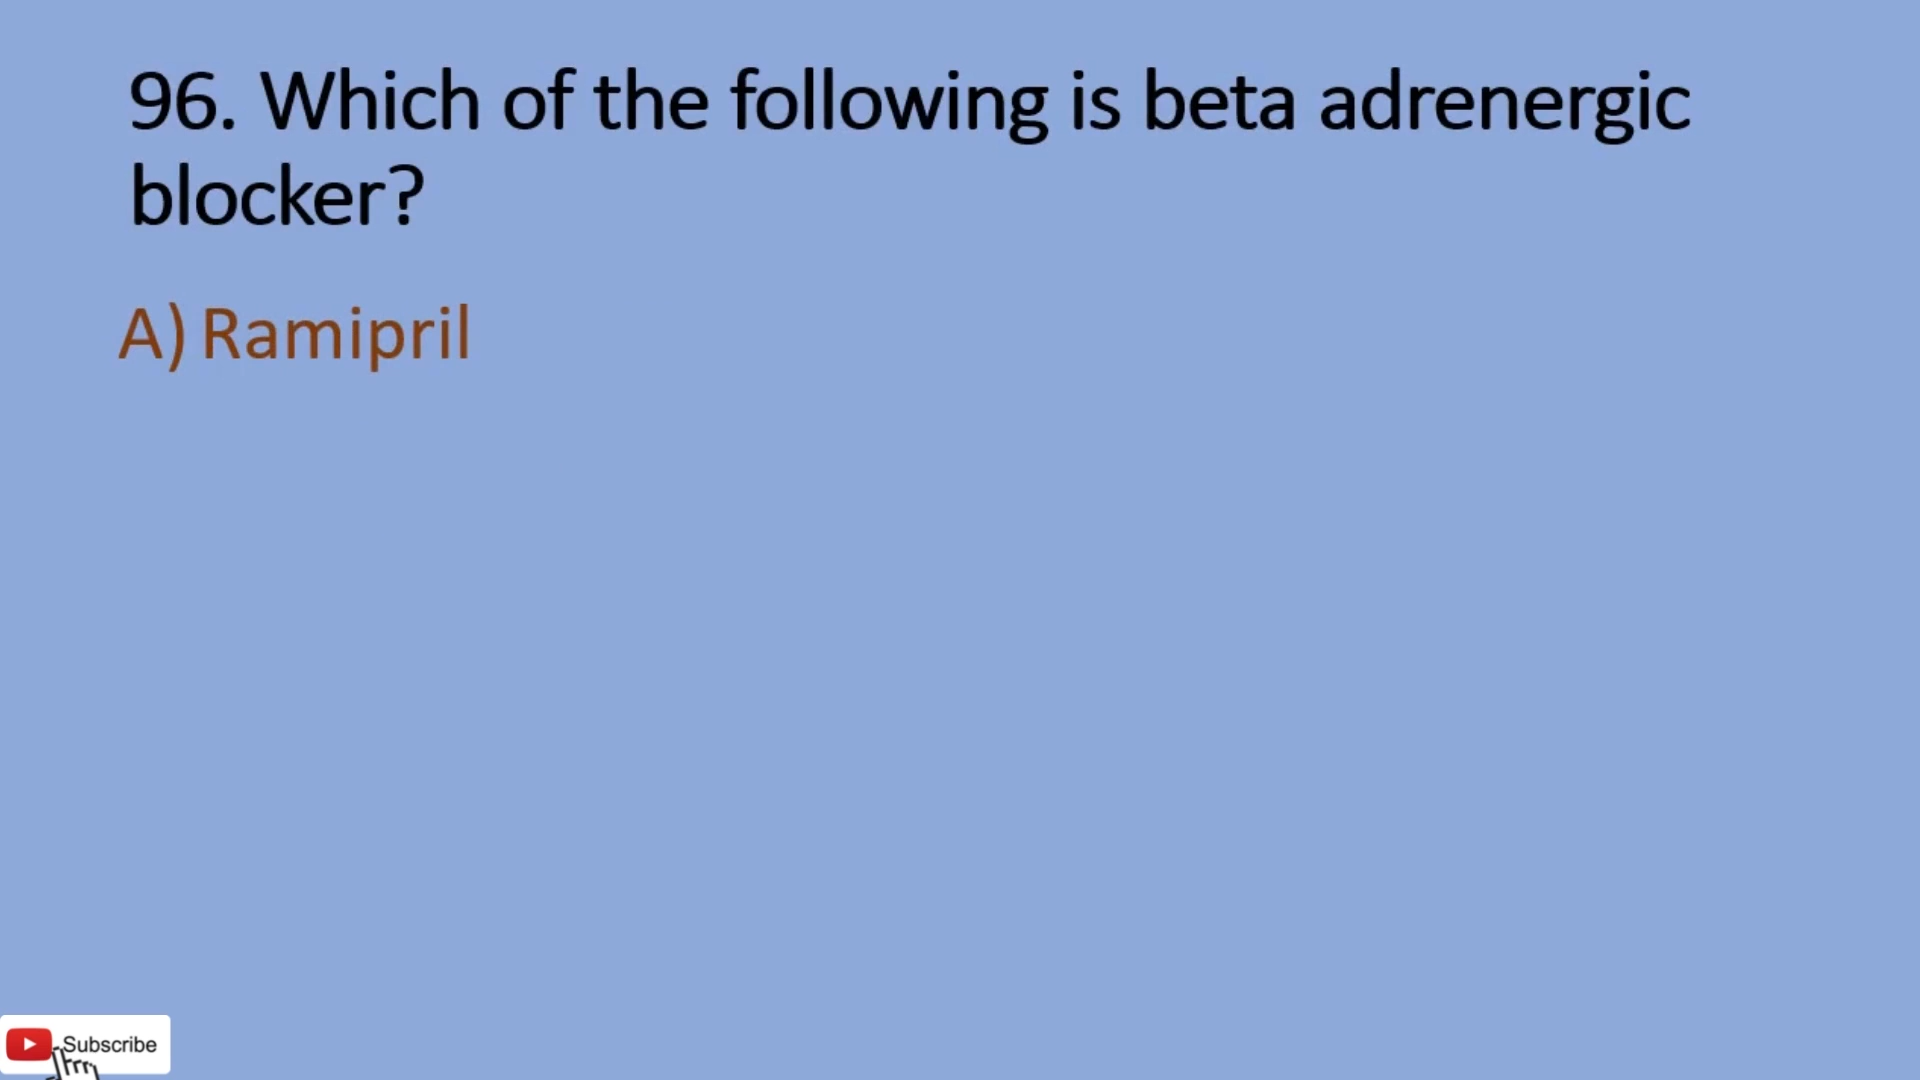 96. Which of the following is beta adrenergic
blocker?
A) Ramipril
Subscribe